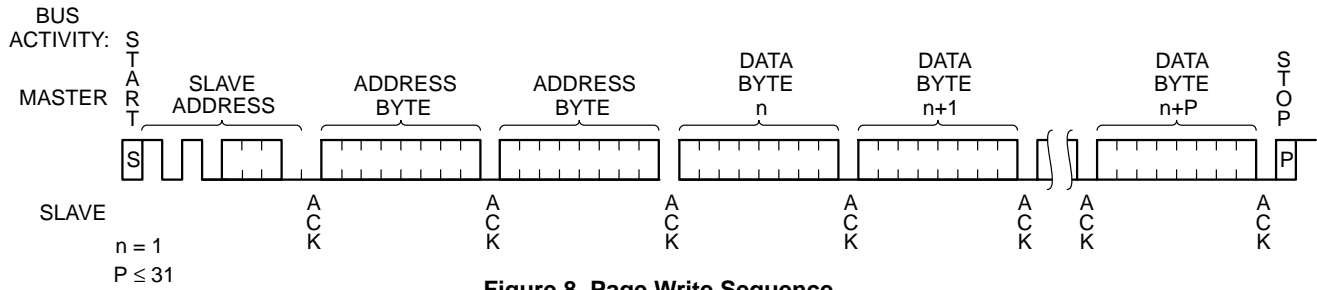 BUS
ACTIVITY:
MASTER
START
SLAVE
ADDRESS
ADDRESS
BYTE
ADDRESS
BYTE
DATA
BYTE
n
DATA
BYTE
n+1
DATA
BYTE
n+P
STOP
S
P
SLAVE
ACK
ACK
ACK
ACK
ACK
ACK
ACK
n = 1
P ≤ 31
Figure 8. Page Write Sequence